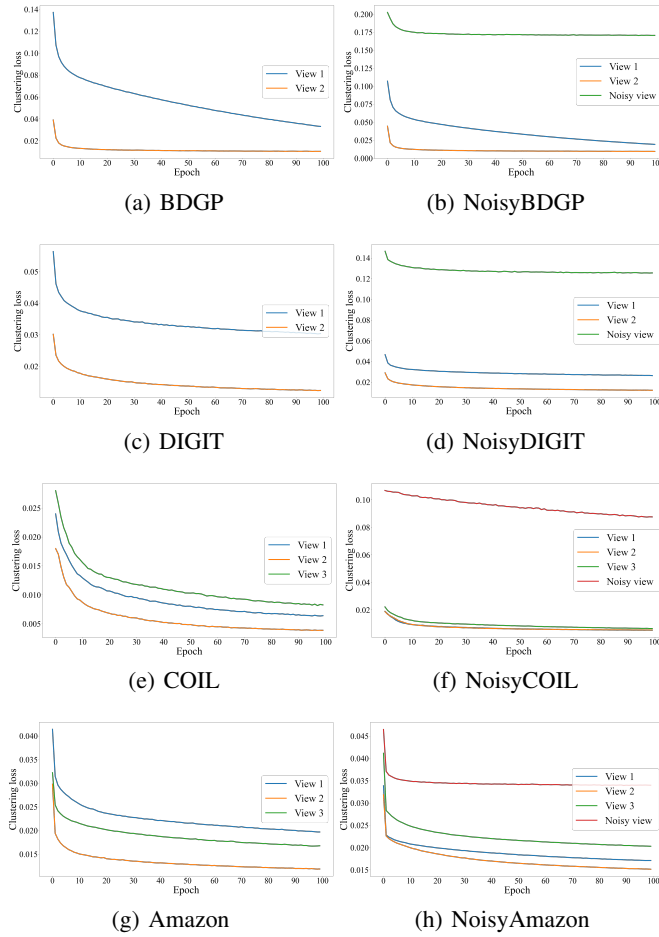 0.14
0.12
0.10
0.08
0.06
0.04
0.02
Clustering loss
View 1
View 2
0 10 20 30 40 50 60 70 80 90 100
Epoch
(a) BDGP
0.200
0.175
0.150
0.125
0.100
0.075
0.050
0.025
0.000
Clustering loss
View 1
View 2
Noisy view
0 10 20 30 40 50 60 70 80 90 100
Epoch
(b) NoisyBDGP
0.05
0.04
0.03
0.02
Clustering loss
View 1
View 2
0 10 20 30 40 50 60 70 80 90 100
Epoch
(c) DIGIT
0.14
0.12
0.10
0.08
0.06
0.04
0.02
Clustering loss
View 1
View 2
Noisy view
0 10 20 30 40 50 60 70 80 90 100
Epoch
(d) NoisyDIGIT
0.025
0.020
0.015
0.010
0.005
Clustering loss
View 1
View 2
View 3
0 10 20 30 40 50 60 70 80 90 100
Epoch
(e) COIL
0.10
0.08
0.06
0.04
0.02
Clustering loss
View 1
View 2
View 3
Noisy view
0 10 20 30 40 50 60 70 80 90 100
Epoch
(f) NoisyCOIL
0.040
0.035
0.030
0.025
0.020
0.015
Clustering loss
View 1
View 2
View 3
0 10 20 30 40 50 60 70 80 90 100
Epoch
(g) Amazon
0.045
0.040
0.035
0.030
0.025
0.020
0.015
Clustering loss
View 1
View 2
View 3
Noisy view
0 10 20 30 40 50 60 70 80 90 100
Epoch
(h) NoisyAmazon